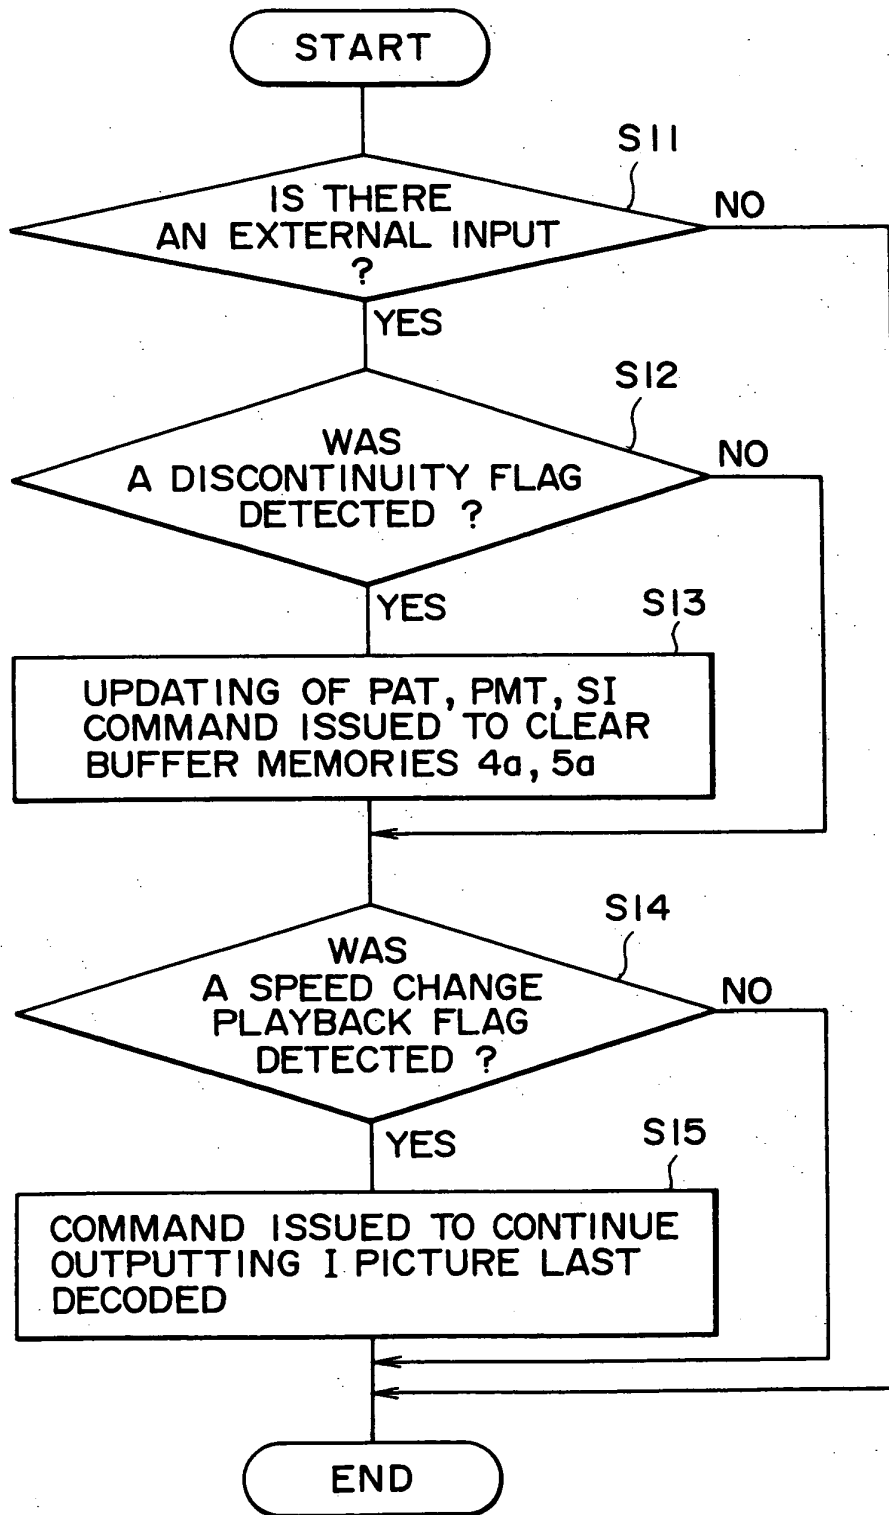 START
S11
IS THERE
AN EXTERNAL INPUT
?
NO
YES
S12
WAS
A DISCONTINUITY FLAG
DETECTED ?
NO
YES
S13
UPDATING OF PAT, PMT, SI
COMMAND ISSUED TO CLEAR
BUFFER MEMORIES 4a, 5a
S14
WAS
A SPEED CHANGE
PLAYBACK FLAG
DETECTED ?
NO
YES
S15
COMMAND ISSUED TO CONTINUE
OUTPUTTING I PICTURE LAST
DECODED
END